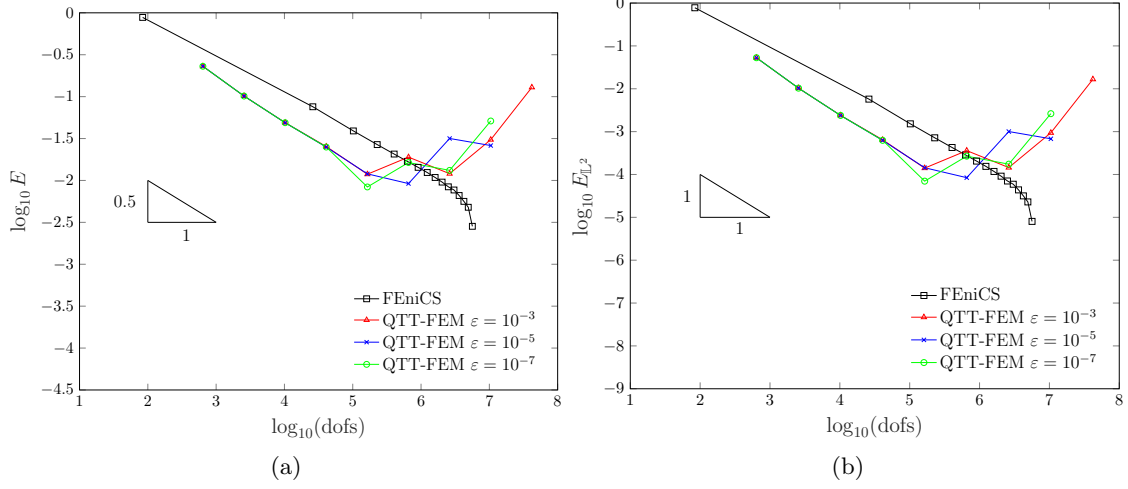 0
−0.5
−1
−1.5
−2
−2.5
−3
−3.5
−4
−4.5
log₁₀ E
0.5
1
FEniCS
QTT-FEM ε = 10⁻³
QTT-FEM ε = 10⁻⁵
QTT-FEM ε = 10⁻⁷
1 2 3 4 5 6 7 8
log₁₀(dofs)
(a)
0
−1
−2
−3
−4
−5
−6
−7
−8
−9
log₁₀ E_𝕃²
1
1
FEniCS
QTT-FEM ε = 10⁻³
QTT-FEM ε = 10⁻⁵
QTT-FEM ε = 10⁻⁷
1 2 3 4 5 6 7 8
log₁₀(dofs)
(b)